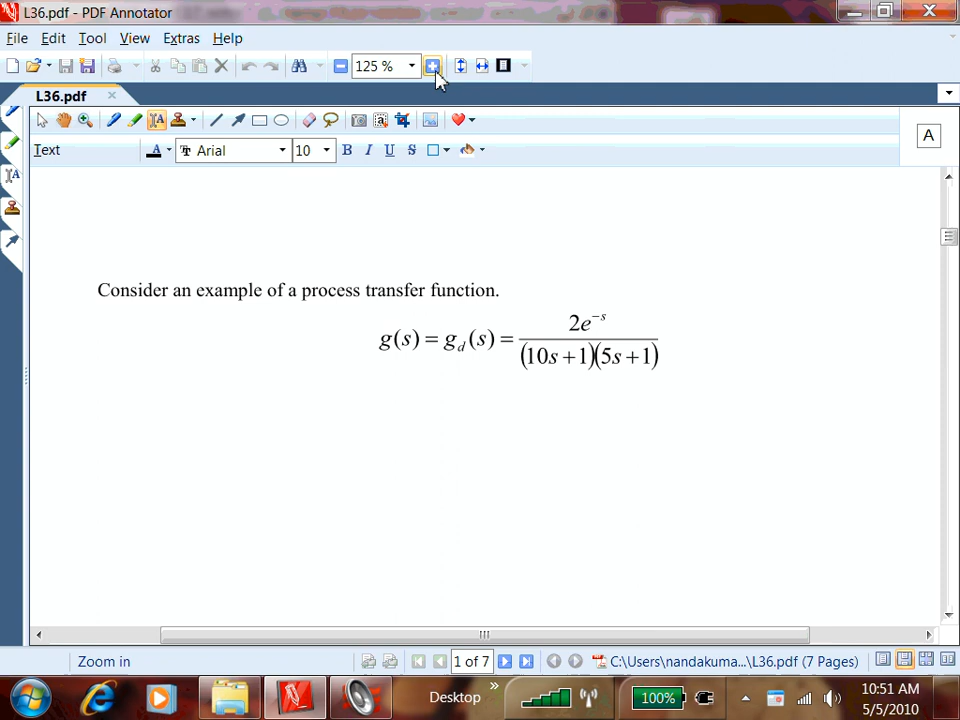 L36.pdf - PDF Annotator
File Edit Tool View Extras Help
125 %
L36.pdf
A
Text A Arial 10 B I U S
Consider an example of a process transfer function.
g(s) = g_d(s) = 2e^{-s} / (10s+1)(5s+1)
Zoom in 1 of 7 C:\Users\nandakuma...\L36.pdf (7 Pages)
Desktop » 100% 10:51 AM
5/5/2010